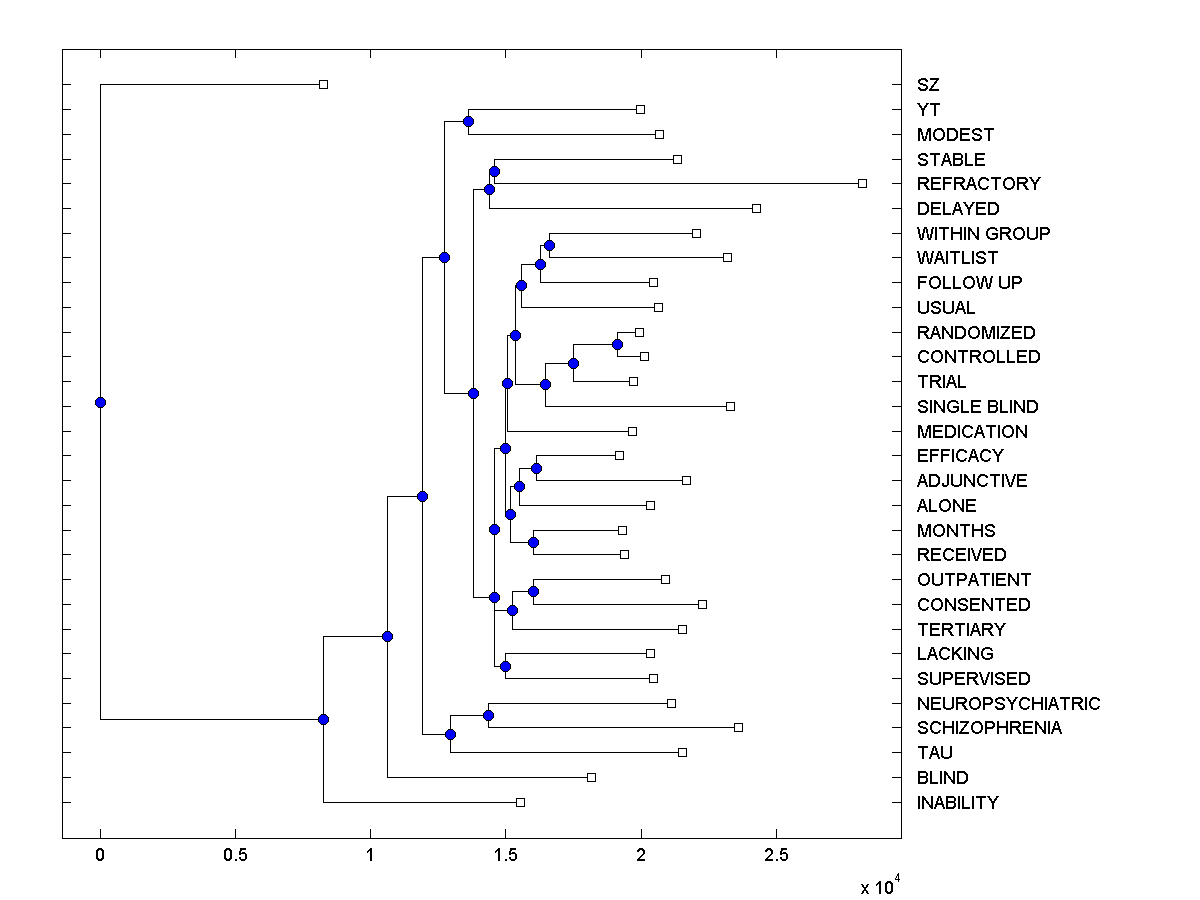 SZ
YT
MODEST
STABLE
REFRACTORY
DELAYED
WITHIN GROUP
WAITLIST
FOLLOW UP
USUAL
RANDOMIZED
CONTROLLED
TRIAL
SINGLE BLIND
MEDICATION
EFFICACY
ADJUNCTIVE
ALONE
MONTHS
RECEIVED
OUTPATIENT
CONSENTED
TERTIARY
LACKING
SUPERVISED
NEUROPSYCHIATRIC
SCHIZOPHRENIA
TAU
BLIND
INABILITY
0 0.5 1 1.5 2 2.5
x 10^4